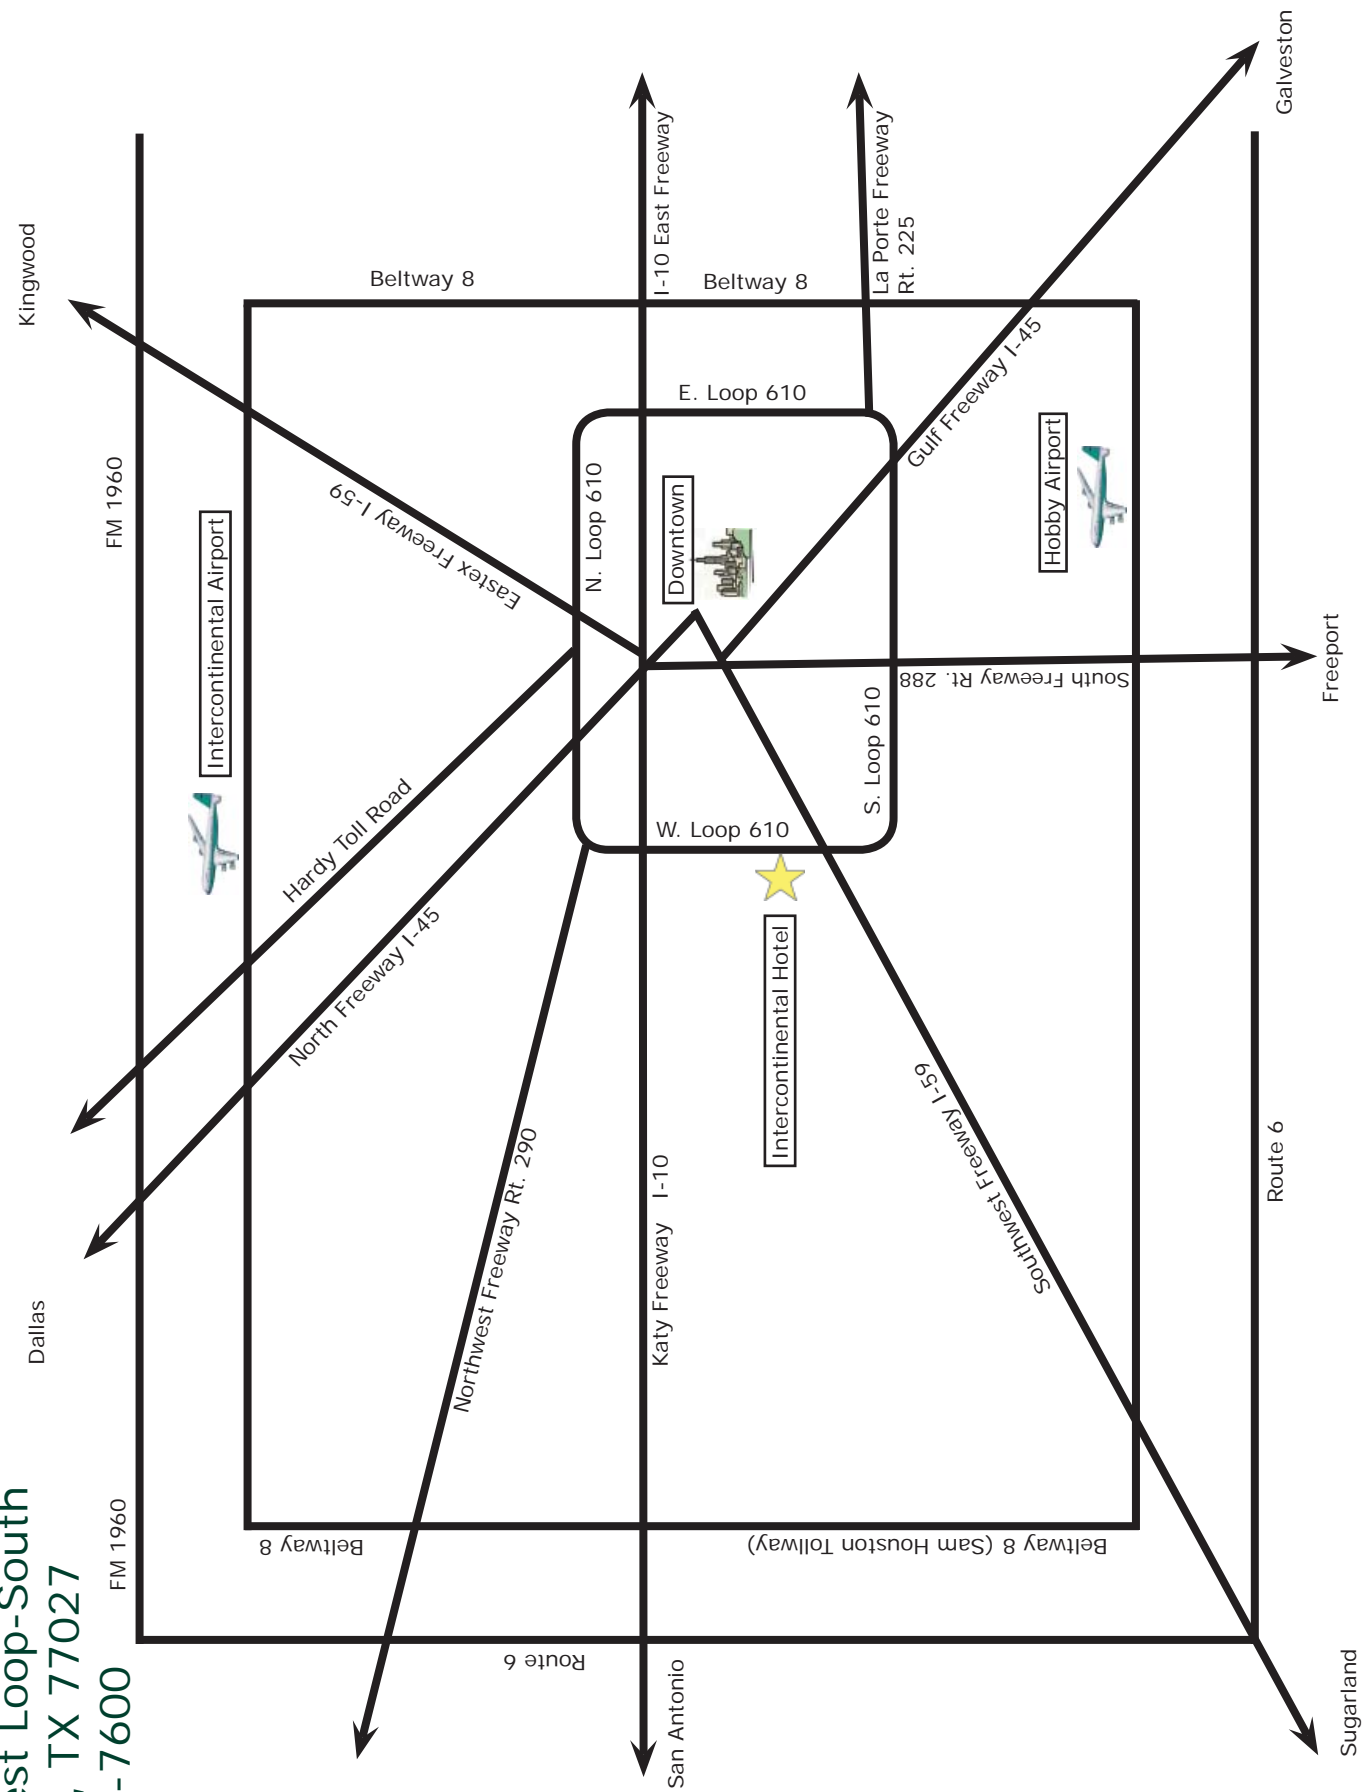 Loop-South
TX 77027
-7600
Dallas
Kingwood
FM 1960
FM 1960
Intercontinental Airport
Beltway 8
Hardy Toll Road
North Freeway I-45
Eastex Freeway I-59
Beltway 8
Northwest Freeway Rt. 290
N. Loop 610
Route 6
San Antonio
Katy Freeway I-10
I-10 East Freeway
W. Loop 610
Downtown
E. Loop 610
Beltway 8
Intercontinental Hotel
Beltway 8 (Sam Houston Tollway)
S. Loop 610
La Porte Freeway
Rt. 225
Southwest Freeway I-59
South Freeway Rt. 288
Gulf Freeway I-45
Hobby Airport
Route 6
Sugarland
Freeport
Galveston